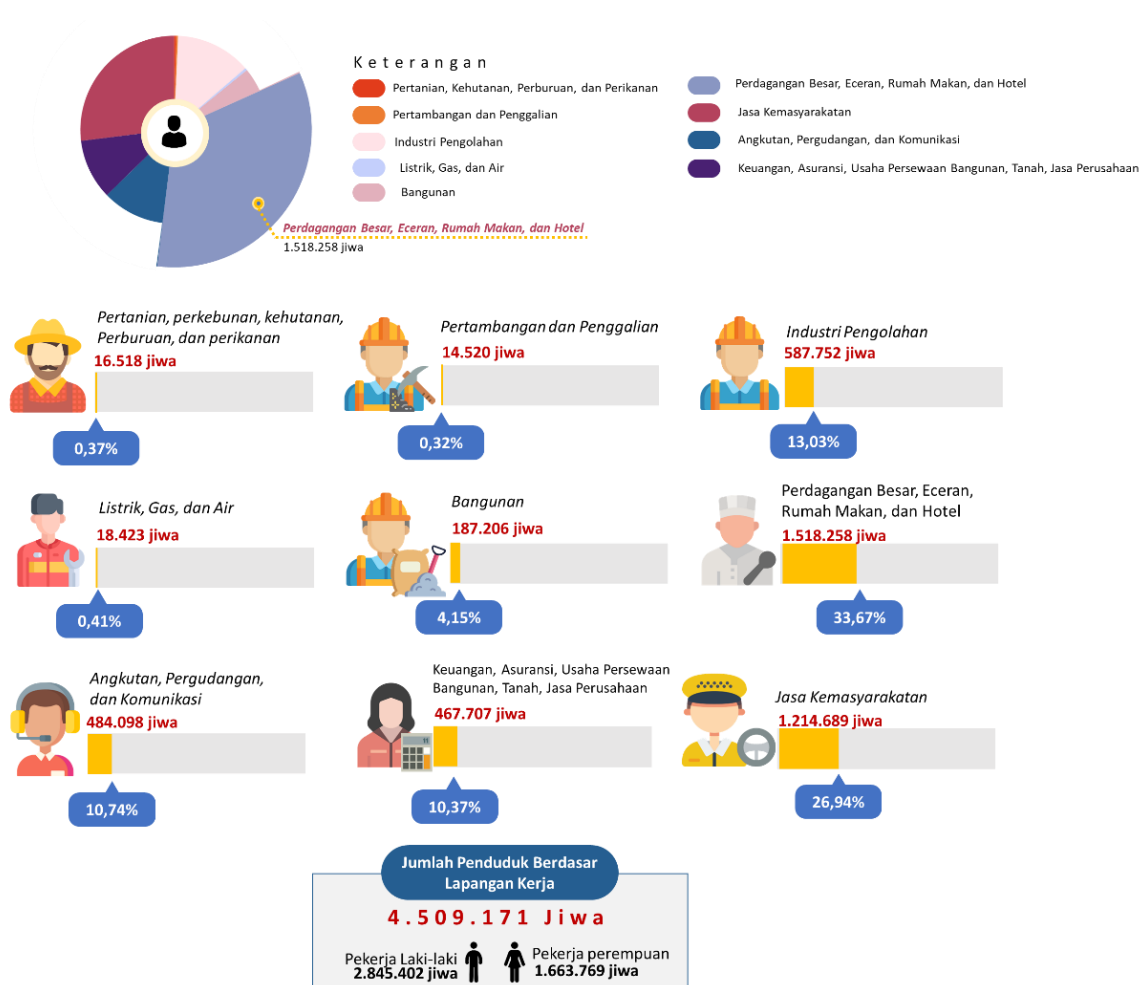 Keterangan
Pertanian, Kehutanan, Perburuan, dan Perikanan
Pertambangan dan Penggalian
Industri Pengolahan
Listrik, Gas, dan Air
Bangunan
Perdagangan Besar, Eceran, Rumah Makan, dan Hotel
Jasa Kemasyarakatan
Angkutan, Pergudangan, dan Komunikasi
Keuangan, Asuransi, Usaha Persewaan Bangunan, Tanah, Jasa Perusahaan
Perdagangan Besar, Eceran, Rumah Makan, dan Hotel
1.518.258 jiwa
Pertanian, perkebunan, kehutanan,
Perburuan, dan perikanan
16.518 jiwa
0,37%
Pertambangan dan Penggalian
14.520 jiwa
0,32%
Industri Pengolahan
587.752 jiwa
13,03%
Listrik, Gas, dan Air
18.423 jiwa
0,41%
Bangunan
187.206 jiwa
4,15%
Perdagangan Besar, Eceran,
Rumah Makan, dan Hotel
1.518.258 jiwa
33,67%
Angkutan, Pergudangan,
dan Komunikasi
484.098 jiwa
10,74%
Keuangan, Asuransi, Usaha Persewaan
Bangunan, Tanah, Jasa Perusahaan
467.707 jiwa
10,37%
Jasa Kemasyarakatan
1.214.689 jiwa
26,94%
Jumlah Penduduk Berdasar
Lapangan Kerja
4.509.171 Jiwa
Pekerja Laki-laki
2.845.402 jiwa
Pekerja perempuan
1.663.769 jiwa